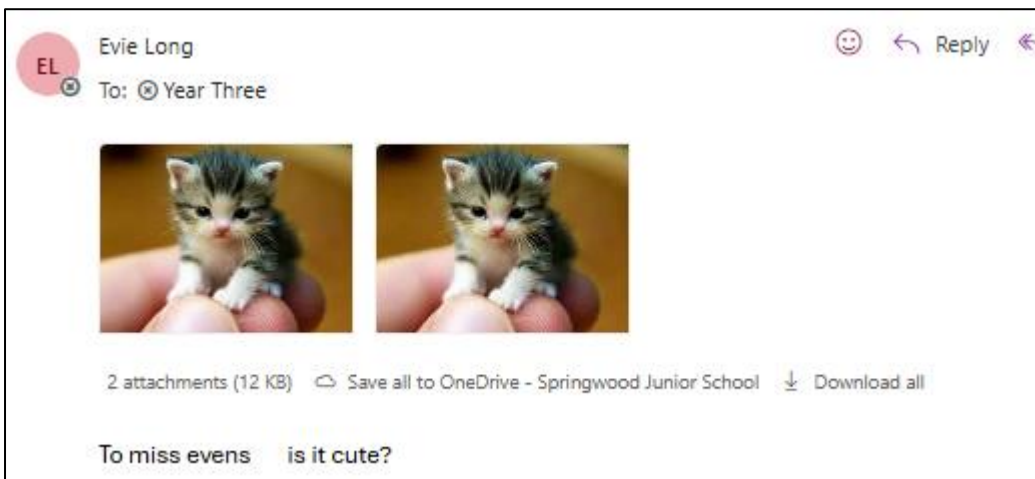 Evie Long
Reply
EL
To: Year Three
2 attachments (12 KB) Save all to OneDrive - Springwood Junior School Download all
To miss evens is it cute?